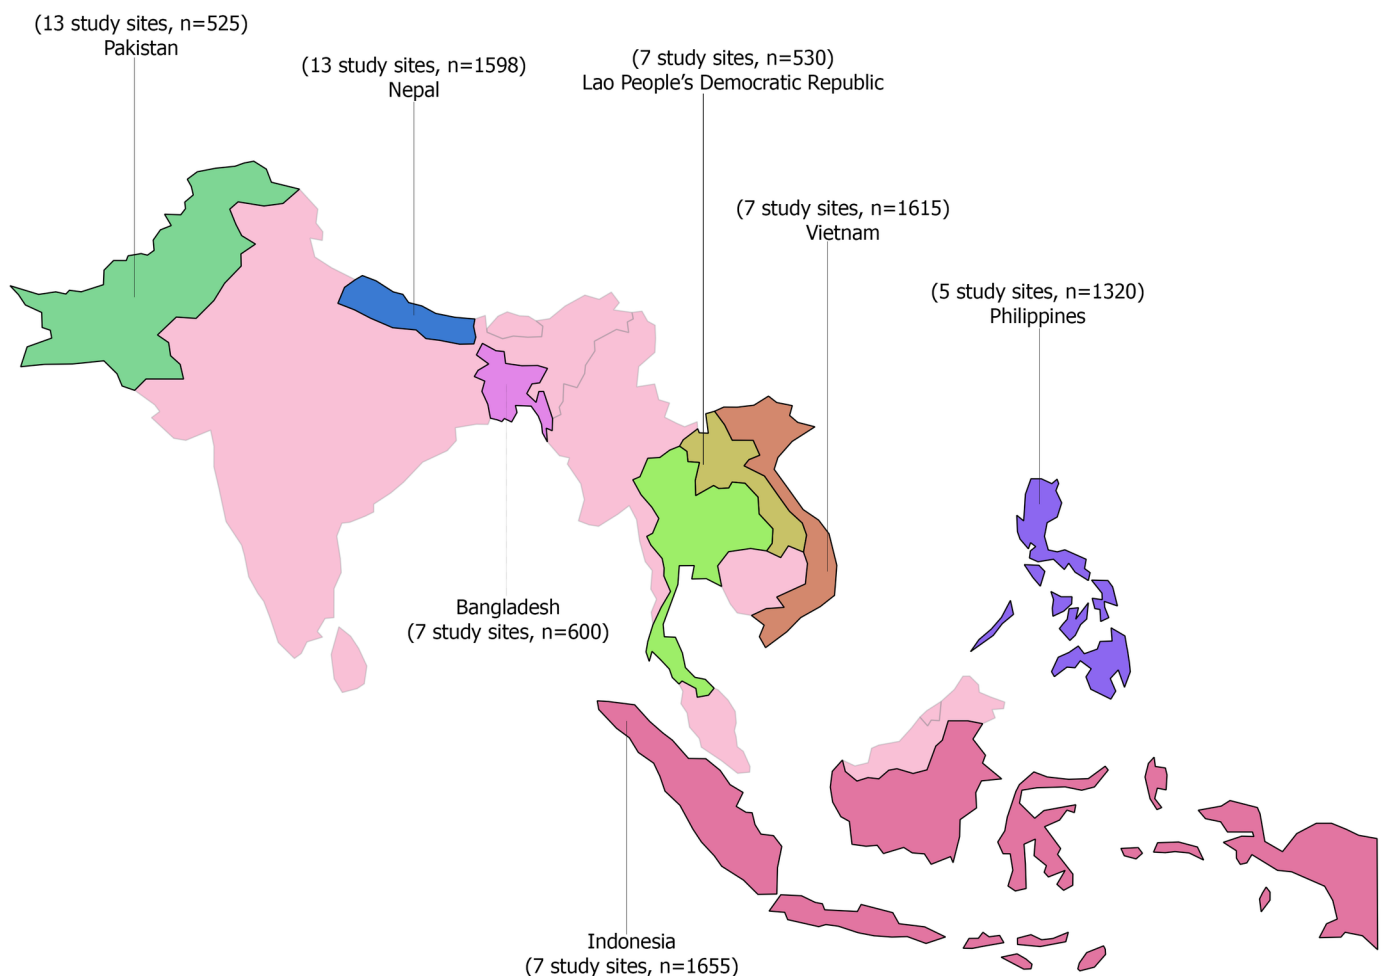 (13 study sites, n=525)
Pakistan
(13 study sites, n=1598)
Nepal
(7 study sites, n=530)
Lao People’s Democratic Republic
(7 study sites, n=1615)
Vietnam
(5 study sites, n=1320)
Philippines
Bangladesh
(7 study sites, n=600)
Indonesia
(7 study sites, n=1655)